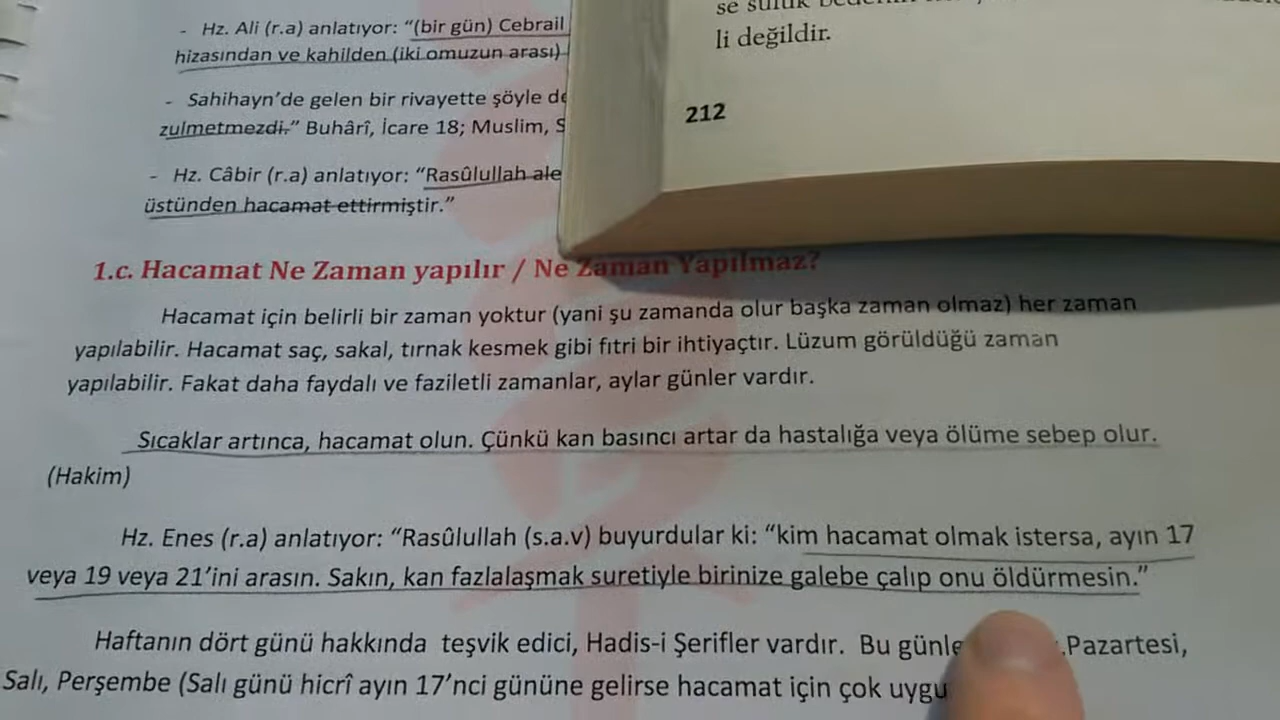 - Hz. Ali (r.a) anlatıyor: “(bir gün) Cebrail
hizasından ve kahilden (iki omuzun arası)
- Sahihayn’de gelen bir rivayette şöyle de
zulmetmezdi.” Buhârî, İcare 18; Muslim, S
- Hz. Câbir (r.a) anlatıyor: “Rasûlullah ale
üstünden hacamat ettirmiştir.”
li değildir.
212
1.c. Hacamat Ne Zaman yapılır / Ne Zaman Yapılmaz?
Hacamat için belirli bir zaman yoktur (yani şu zamanda olur başka zaman olmaz) her zaman
yapılabilir. Hacamat saç, sakal, tırnak kesmek gibi fıtri bir ihtiyaçtır. Lüzum görüldüğü zaman
yapılabilir. Fakat daha faydalı ve faziletli zamanlar, aylar günler vardır.
Sıcaklar artınca, hacamat olun. Çünkü kan basıncı artar da hastalığa veya ölüme sebep olur.
(Hakim)
Hz. Enes (r.a) anlatıyor: “Rasûlullah (s.a.v) buyurdular ki: “kim hacamat olmak istersa, ayın 17
veya 19 veya 21’ini arasın. Sakın, kan fazlalaşmak suretiyle birinize galebe çalıp onu öldürmesin.”
Haftanın dört günü hakkında teşvik edici, Hadis-i Şerifler vardır. Bu günle Pazartesi,
Salı, Perşembe (Salı günü hicrî ayın 17’nci gününe gelirse hacamat için çok uygu